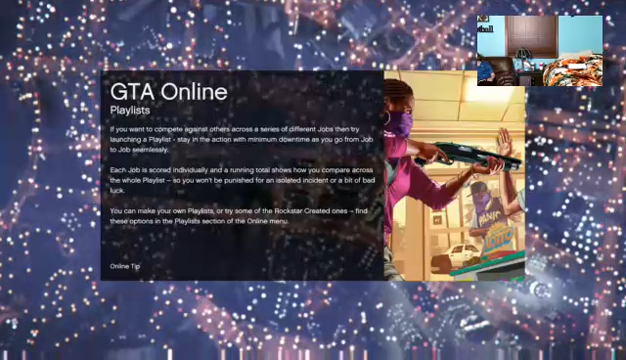 GTA Online
Playlists
If you want to compete against others across a series of different Jobs then try
launching a Playlist - stay in the action with minimum downtime as you go from Job
to Job seamlessly.
Each Job is scored individually and a running total shows how you compare across
the whole Playlist – so you won't be punished for an isolated incident or a bit of bad
luck.
You can make your own Playlists, or try some of the Rockstar Created ones – find
these options in the Playlists section of the Online menu.
Online Tip